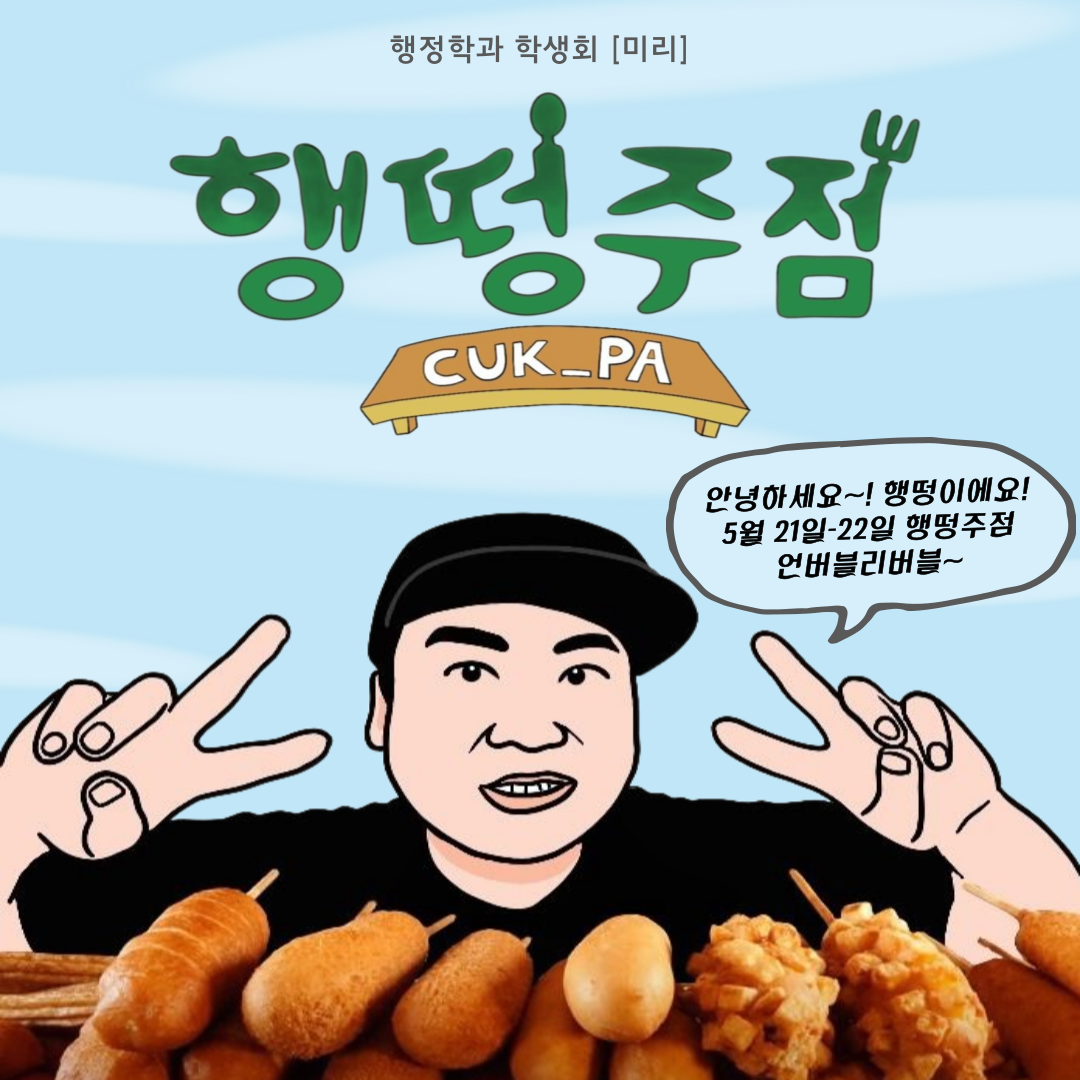 행정학과 학생회 [미리]
행떵주점
CUK_PA
안녕하세요~! 행떵이에요!
5월 21일-22일 행떵주점
언버블리버블~